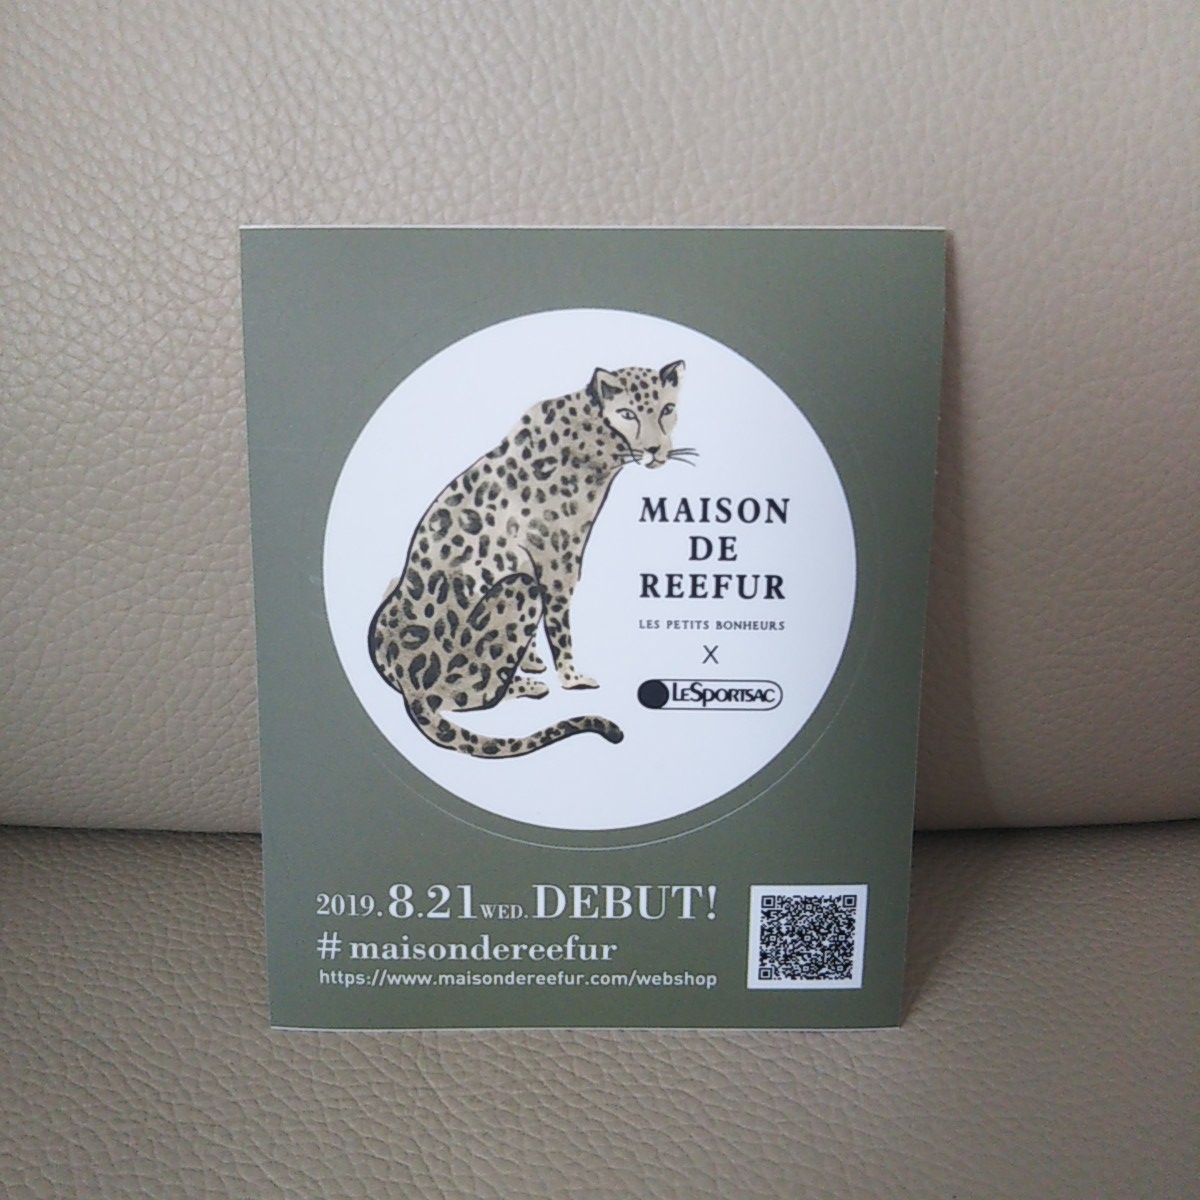 MAISON
DE
REEFUR
LES PETITS BONHEURS
X
LESPORTSAC
2019.8.21WED.DEBUT!
# maisondereefur
https://www.maisondereefur.com/webshop